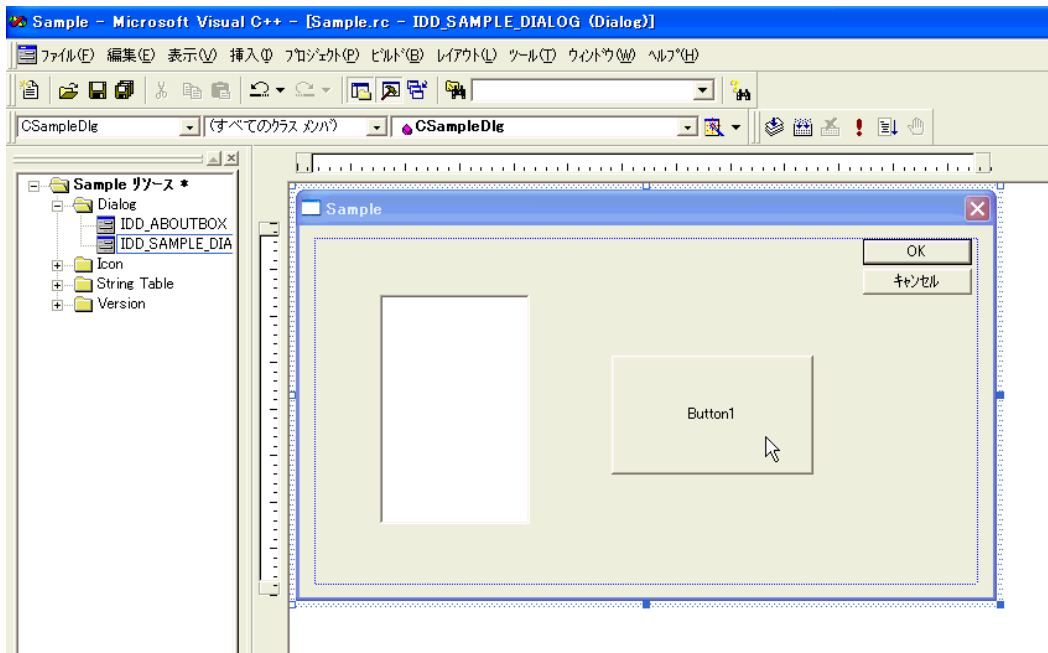 Sample - Microsoft Visual C++ - [Sample.rc - IDD_SAMPLE_DIALOG (Dialog)]
ファイル(F) 編集(E) 表示(V) 挿入(I) プロジェクト(P) ビルド(B) レイアウト(L) ツール(T) ウィンドウ(W) ヘルプ(H)
CSampleDlg (すべてのクラス メンバ) CSampleDlg
Sample リソース *
Dialog
IDD_ABOUTBOX
IDD_SAMPLE_DIA
Icon
String Table
Version
Sample
OK
キャンセル
Button1